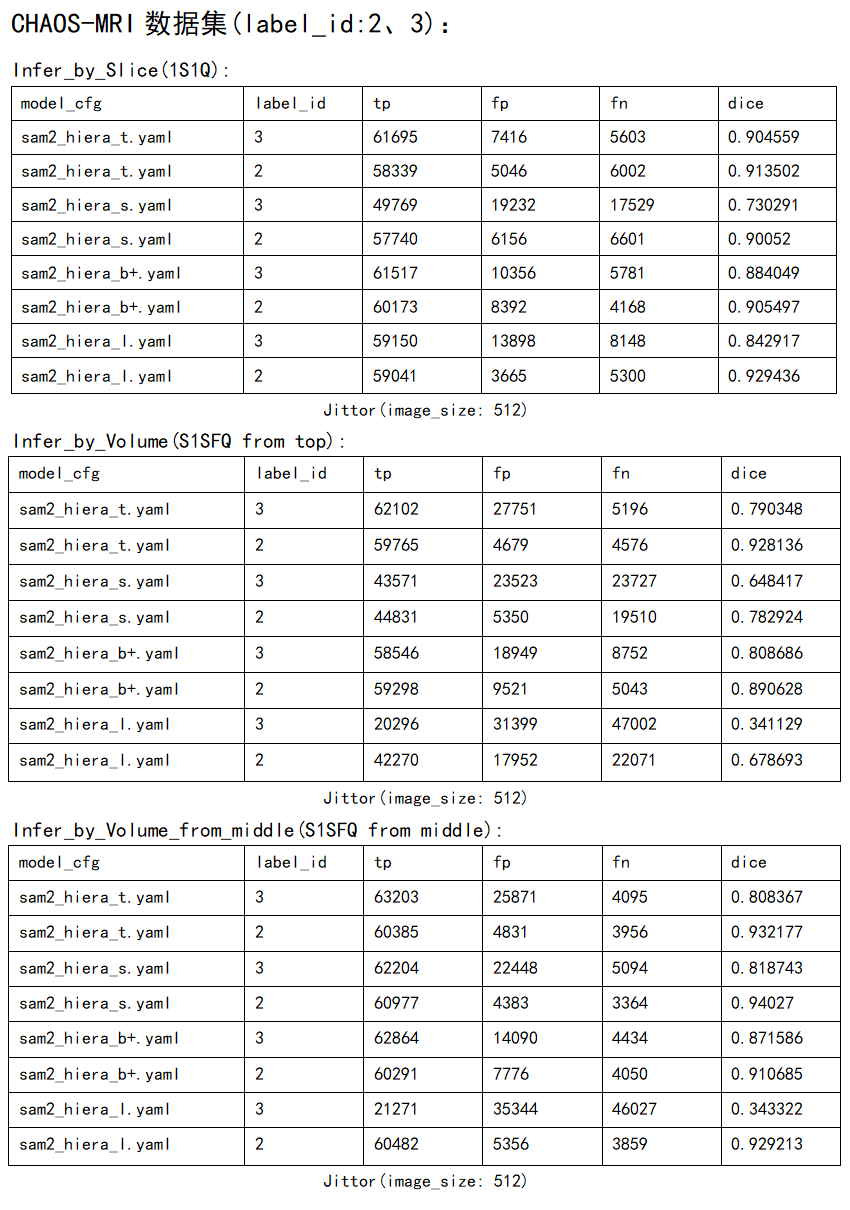 CHAOS-MRI 数据集(label_id:2、3):
Infer_by_Slice(1S1Q):
model_cfg label_id tp fp fn dice
sam2_hiera_t.yaml 3 61695 7416 5603 0.904559
sam2_hiera_t.yaml 2 58339 5046 6002 0.913502
sam2_hiera_s.yaml 3 49769 19232 17529 0.730291
sam2_hiera_s.yaml 2 57740 6156 6601 0.90052
sam2_hiera_b+.yaml 3 61517 10356 5781 0.884049
sam2_hiera_b+.yaml 2 60173 8392 4168 0.905497
sam2_hiera_l.yaml 3 59150 13898 8148 0.842917
sam2_hiera_l.yaml 2 59041 3665 5300 0.929436
Jittor(image_size: 512)
Infer_by_Volume(S1SFQ from top):
model_cfg label_id tp fp fn dice
sam2_hiera_t.yaml 3 62102 27751 5196 0.790348
sam2_hiera_t.yaml 2 59765 4679 4576 0.928136
sam2_hiera_s.yaml 3 43571 23523 23727 0.648417
sam2_hiera_s.yaml 2 44831 5350 19510 0.782924
sam2_hiera_b+.yaml 3 58546 18949 8752 0.808686
sam2_hiera_b+.yaml 2 59298 9521 5043 0.890628
sam2_hiera_l.yaml 3 20296 31399 47002 0.341129
sam2_hiera_l.yaml 2 42270 17952 22071 0.678693
Jittor(image_size: 512)
Infer_by_Volume_from_middle(S1SFQ from middle):
model_cfg label_id tp fp fn dice
sam2_hiera_t.yaml 3 63203 25871 4095 0.808367
sam2_hiera_t.yaml 2 60385 4831 3956 0.932177
sam2_hiera_s.yaml 3 62204 22448 5094 0.818743
sam2_hiera_s.yaml 2 60977 4383 3364 0.94027
sam2_hiera_b+.yaml 3 62864 14090 4434 0.871586
sam2_hiera_b+.yaml 2 60291 7776 4050 0.910685
sam2_hiera_l.yaml 3 21271 35344 46027 0.343322
sam2_hiera_l.yaml 2 60482 5356 3859 0.929213
Jittor(image_size: 512)